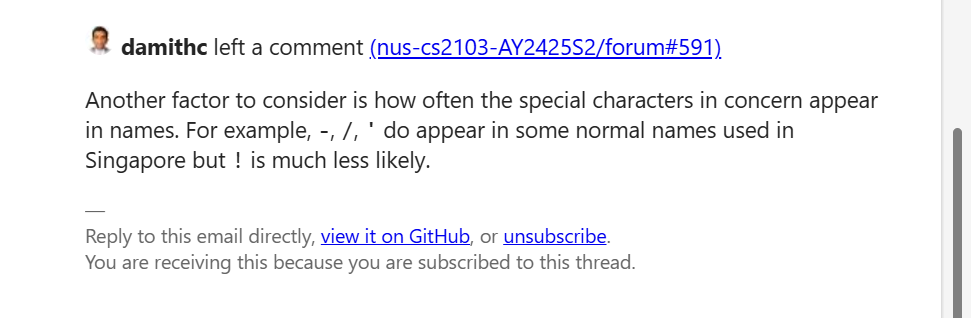 damithc left a comment (nus-cs2103-AY2425S2/forum#591)
Another factor to consider is how often the special characters in concern appear
in names. For example, -, /, ' do appear in some normal names used in
Singapore but ! is much less likely.
—
Reply to this email directly, view it on GitHub, or unsubscribe.
You are receiving this because you are subscribed to this thread.